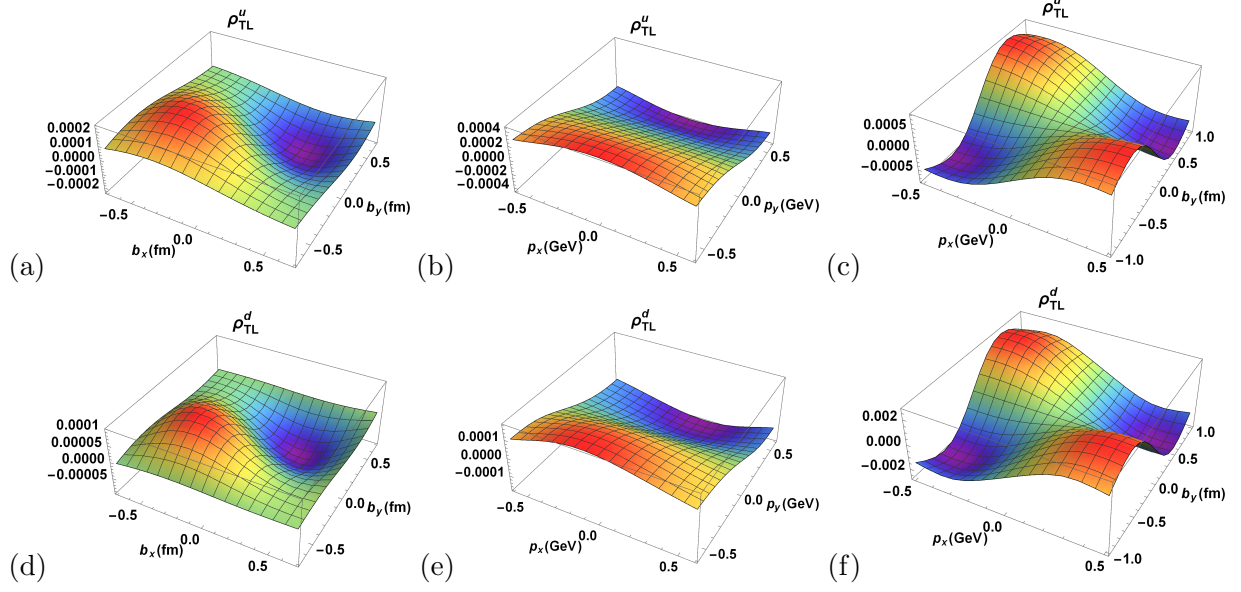 ρ^u_TL
0.0002
0.0001
0.0000
−0.0001
−0.0002
−0.5
0.0
0.5
b_x(fm)
−0.5
0.0
0.5
b_y(fm)
(a)
ρ^u_TL
0.0004
0.0002
0.0000
−0.0002
−0.0004
−0.5
0.0
0.5
p_x(GeV)
−0.5
0.0
0.5
p_y(GeV)
(b)
ρ^u_TL
0.0005
0.0000
−0.0005
−0.5
0.0
0.5
p_x(GeV)
−1.0
−0.5
0.0
0.5
1.0
b_y(fm)
(c)
ρ^d_TL
0.0001
0.00005
0.0000
−0.00005
−0.5
0.0
0.5
b_x(fm)
−0.5
0.0
0.5
b_y(fm)
(d)
ρ^d_TL
0.0001
0.0000
−0.0001
−0.5
0.0
0.5
p_x(GeV)
−0.5
0.0
0.5
p_y(GeV)
(e)
ρ^d_TL
0.002
0.000
−0.002
−0.5
0.0
0.5
p_x(GeV)
−1.0
−0.5
0.0
0.5
1.0
b_y(fm)
(f)